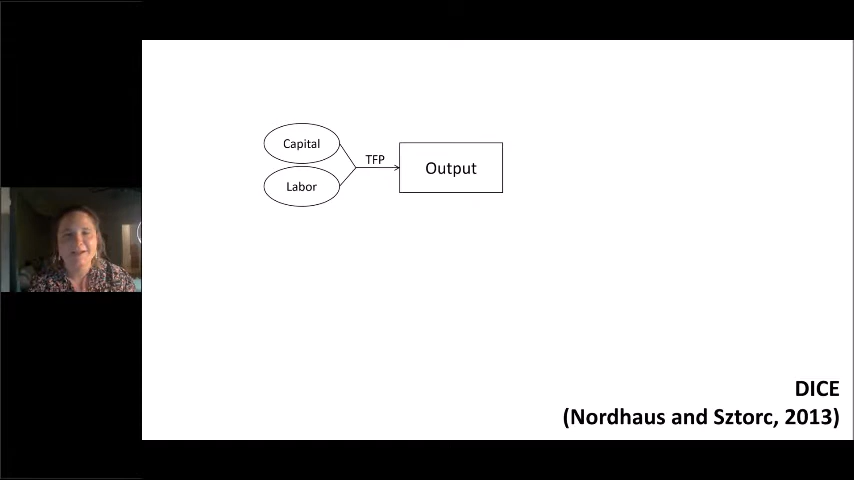 Capital
TFP
Output
Labor
DICE
(Nordhaus and Sztorc, 2013)